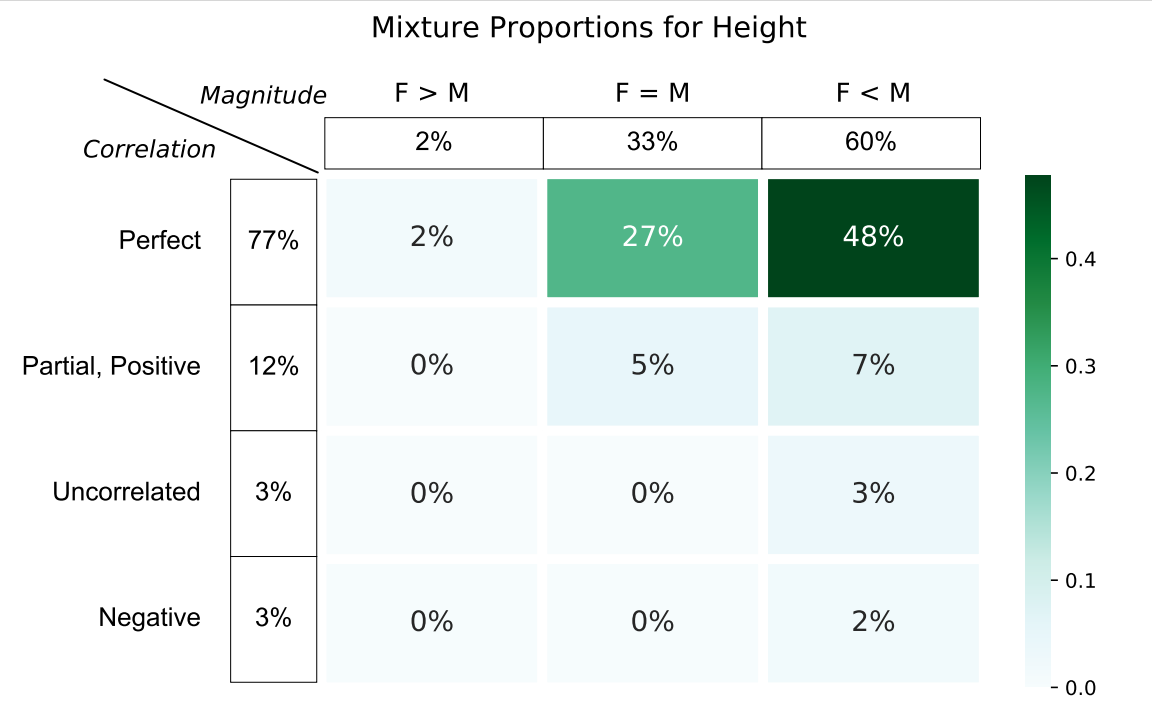 Mixture Proportions for Height
Magnitude
F > M
F = M
F < M
Correlation
2%
33%
60%
Perfect
77%
2%
27%
48%
Partial, Positive
12%
0%
5%
7%
Uncorrelated
3%
0%
0%
3%
Negative
3%
0%
0%
2%
0.4
0.3
0.2
0.1
0.0